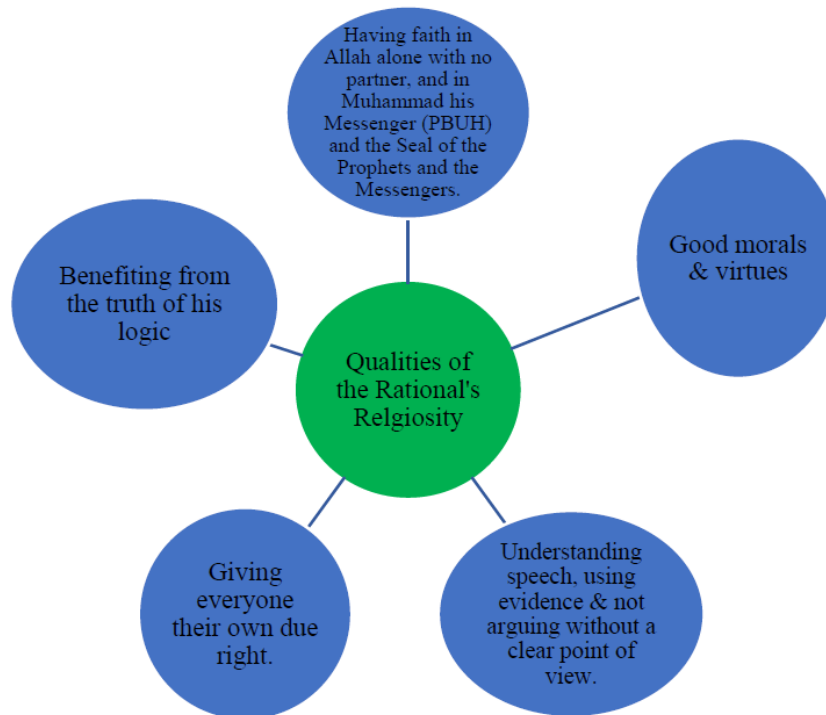 Having faith in
Allah alone with no
partner, and in
Muhammad his
Messenger (PBUH)
and the Seal of the
Prophets and the
Messengers.
Good morals
& virtues
Benefiting from
the truth of his
logic
Qualities of
the Rational's
Relgiosity
Giving
everyone
their own due
right.
Understanding
speech, using
evidence & not
arguing without a
clear point of
view.